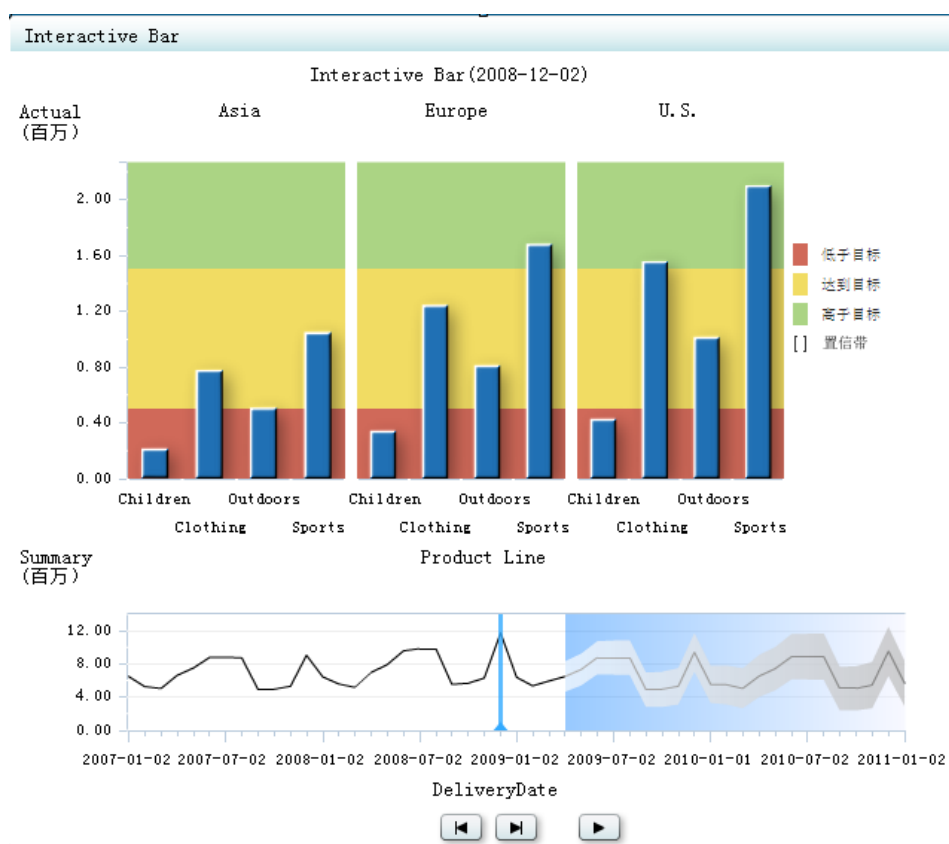 Interactive Bar
Interactive Bar(2008-12-02)
Actual
(百万)
Asia
Europe
U.S.
2.00
1.60
1.20
0.80
0.40
0.00
低于目标
达到目标
高于目标
[] 置信带
Children Outdoors Children Outdoors Children Outdoors
Clothing Sports Clothing Sports Clothing Sports
Summary
(百万)
Product Line
12.00
8.00
4.00
0.00
2007-01-02 2007-07-02 2008-01-02 2008-07-02 2009-01-02 2009-07-02 2010-01-01 2010-07-02 2011-01-02
DeliveryDate